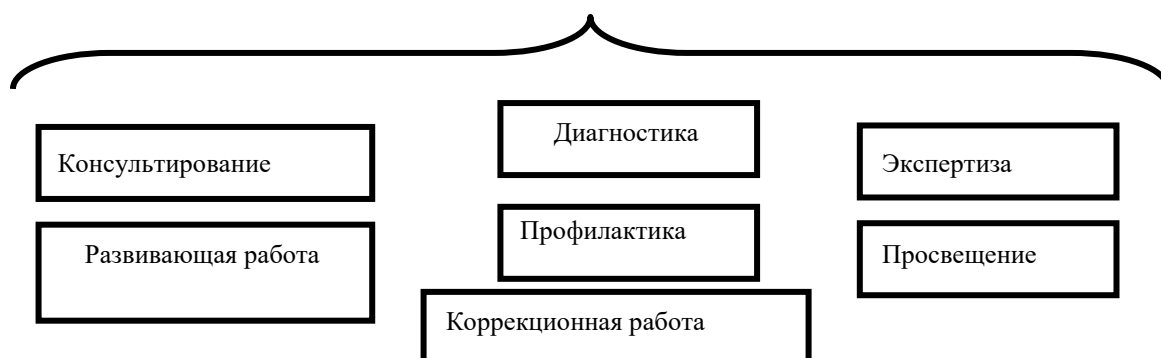 Диагностика
Консультирование
Экспертиза
Профилактика
Развивающая работа
Просвещение
Коррекционная работа